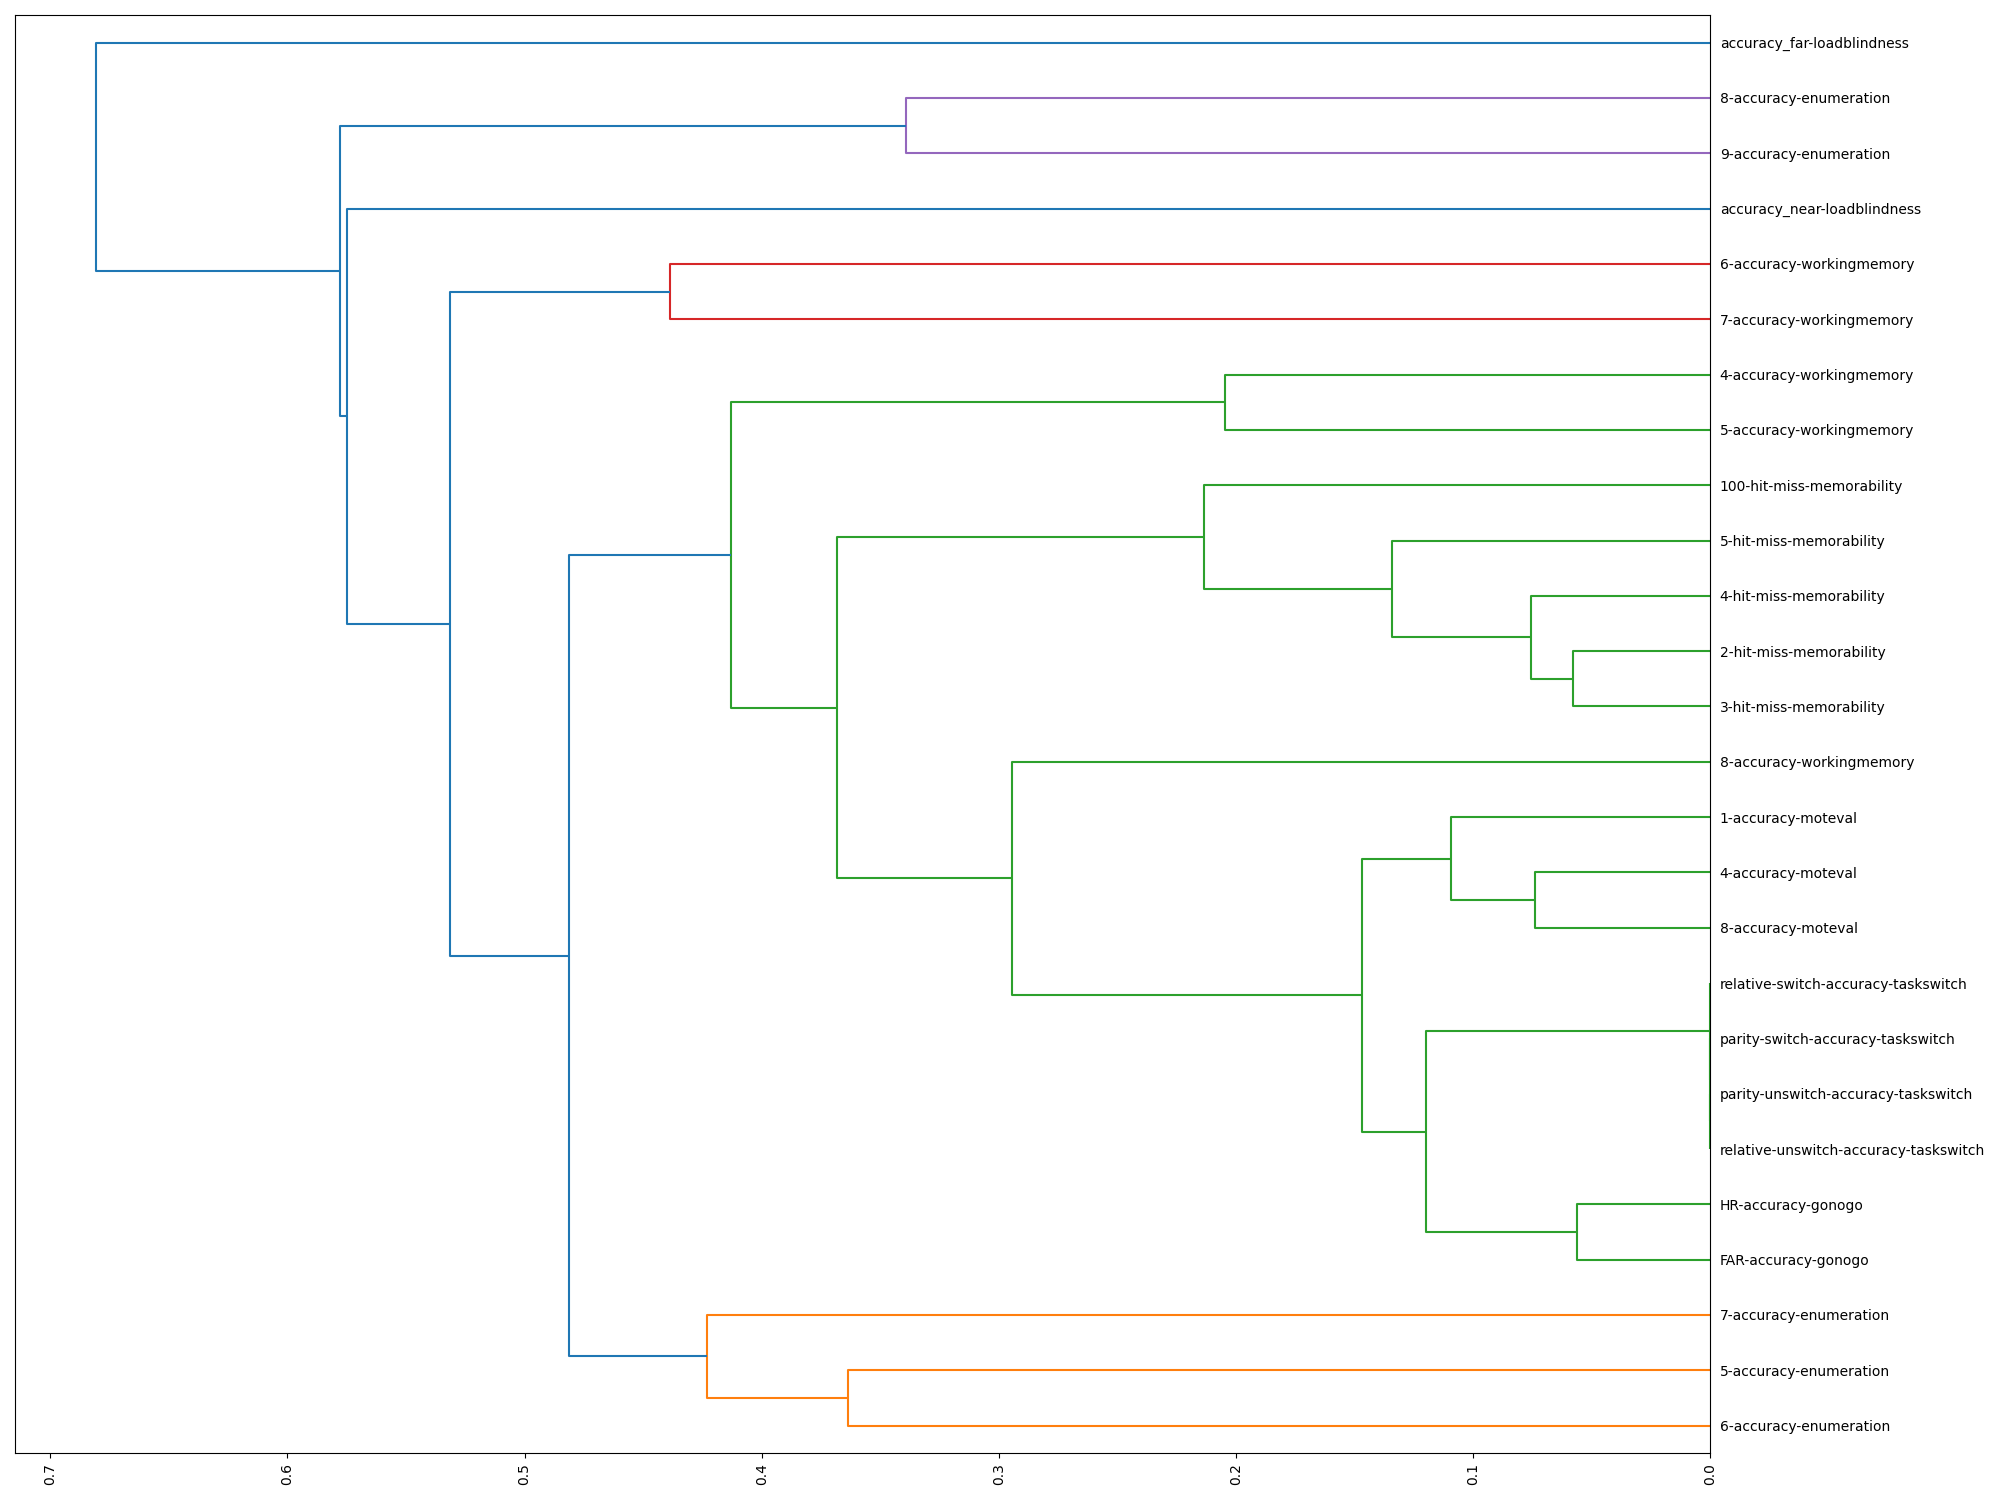 accuracy_far-loadblindness
8-accuracy-enumeration
9-accuracy-enumeration
accuracy_near-loadblindness
6-accuracy-workingmemory
7-accuracy-workingmemory
4-accuracy-workingmemory
5-accuracy-workingmemory
100-hit-miss-memorability
5-hit-miss-memorability
4-hit-miss-memorability
2-hit-miss-memorability
3-hit-miss-memorability
8-accuracy-workingmemory
1-accuracy-moteval
4-accuracy-moteval
8-accuracy-moteval
relative-switch-accuracy-taskswitch
parity-switch-accuracy-taskswitch
parity-unswitch-accuracy-taskswitch
relative-unswitch-accuracy-taskswitch
HR-accuracy-gonogo
FAR-accuracy-gonogo
7-accuracy-enumeration
5-accuracy-enumeration
6-accuracy-enumeration
0.7
0.6
0.5
0.4
0.3
0.2
0.1
0.0